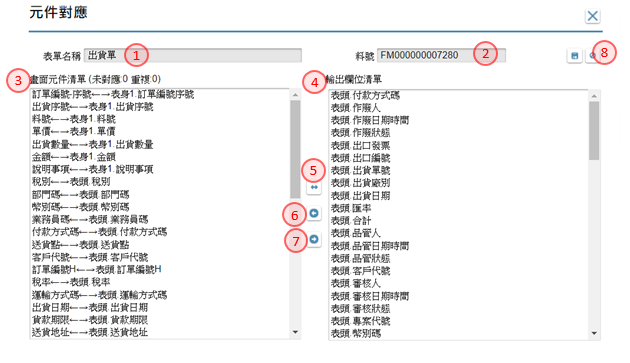 元件對應
表單名稱 出貨單 1 料號 FM000000007280 2 8
3 畫面元件清單 (未對應:0 重複:0)
訂單編號-序號←→表身1.訂單編號序號
出貨序號←→表身1.出貨序號
料號←→表身1.料號
單價←→表身1.單價
出貨數量←→表身1.出貨數量
金額←→表身1.金額
說明事項←→表身1.說明事項
稅別←→表頭.稅別
部門碼←→表頭.部門碼
幣別碼←→表頭.幣別碼
業務員碼←→表頭.業務員碼
付款方式碼←→表頭.付款方式碼
送貨點←→表頭.送貨點
客戶代號←→表頭.客戶代號
訂單編號H←→表頭.訂單編號H
稅率←→表頭.稅率
運輸方式碼←→表頭.運輸方式碼
出貨日期←→表頭.出貨日期
貨款期限←→表頭.貨款期限
送貨地址←→表頭.送貨地址
5
6
7
4 輸出欄位清單
表頭.付款方式碼
表頭.作廢人
表頭.作廢日期時間
表頭.作廢狀態
表頭.出口發票
表頭.出口編號
表頭.出貨單號
表頭.出貨廠別
表頭.出貨日期
表頭.匯率
表頭.合計
表頭.品管人
表頭.品管日期時間
表頭.品管狀態
表頭.客戶代號
表頭.審核人
表頭.審核日期時間
表頭.審核狀態
表頭.專案代號
表頭.幣別碼